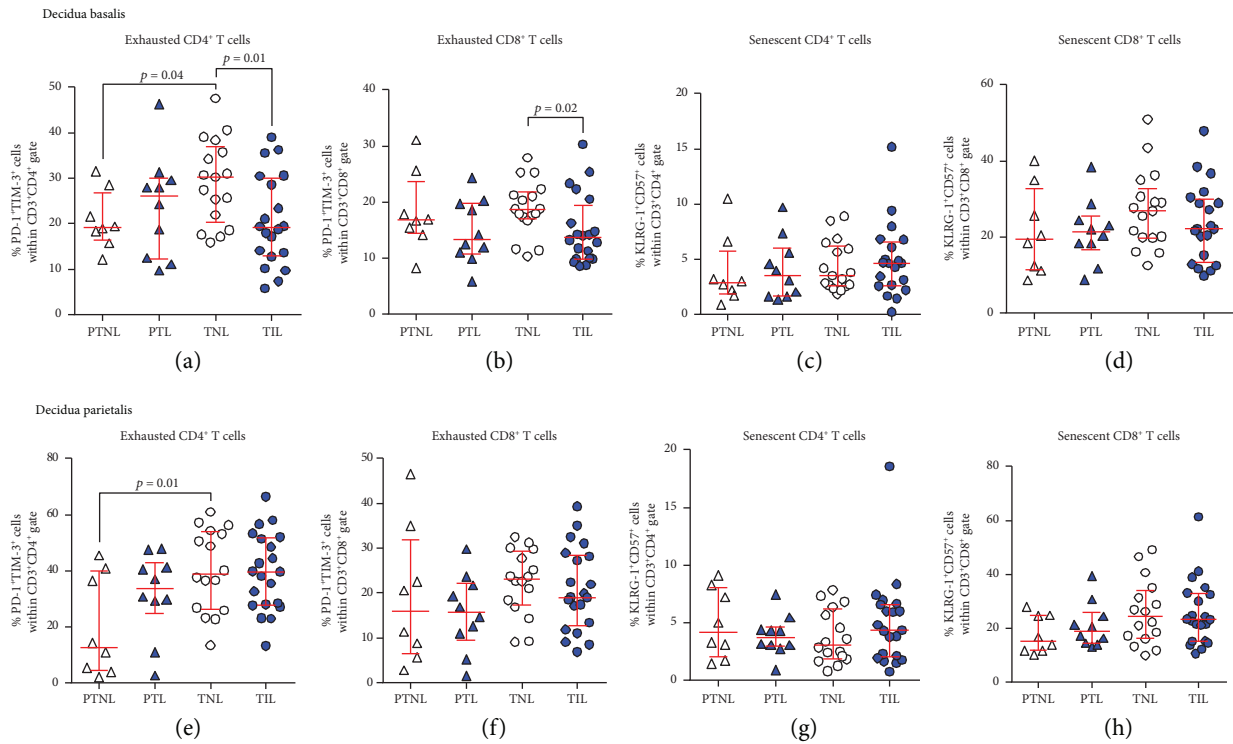 Decidua basalis
Exhausted CD4⁺ T cells
p = 0.01
p = 0.04
% PD-1⁺TIM-3⁺ cells
within CD3⁺CD4⁺ gate
50
40
30
20
10
0
PTNL PTL TNL TIL
(a)
Exhausted CD8⁺ T cells
p = 0.02
% PD-1⁺TIM-3⁺ cells
within CD3⁺CD8⁺ gate
40
30
20
10
0
PTNL PTL TNL TIL
(b)
Senescent CD4⁺ T cells
% KLRG-1⁺CD57⁺ cells
within CD3⁺CD4⁺ gate
20
15
10
5
0
PTNL PTL TNL TIL
(c)
Senescent CD8⁺ T cells
% KLRG-1⁺CD57⁺ cells
within CD3⁺CD8⁺ gate
60
40
20
0
PTNL PTL TNL TIL
(d)
Decidua parietalis
Exhausted CD4⁺ T cells
p = 0.01
% PD-1⁺TIM-3⁺ cells
within CD3⁺CD4⁺ gate
80
60
40
20
0
PTNL PTL TNL TIL
(e)
Exhausted CD8⁺ T cells
% PD-1⁺TIM-3⁺ cells
within CD3⁺CD8⁺ gate
50
40
30
20
10
0
PTNL PTL TNL TIL
(f)
Senescent CD4⁺ T cells
% KLRG-1⁺CD57⁺ cells
within CD3⁺CD4⁺ gate
20
15
10
5
0
PTNL PTL TNL TIL
(g)
Senescent CD8⁺ T cells
% KLRG-1⁺CD57⁺ cells
within CD3⁺CD8⁺ gate
80
60
40
20
0
PTNL PTL TNL TIL
(h)